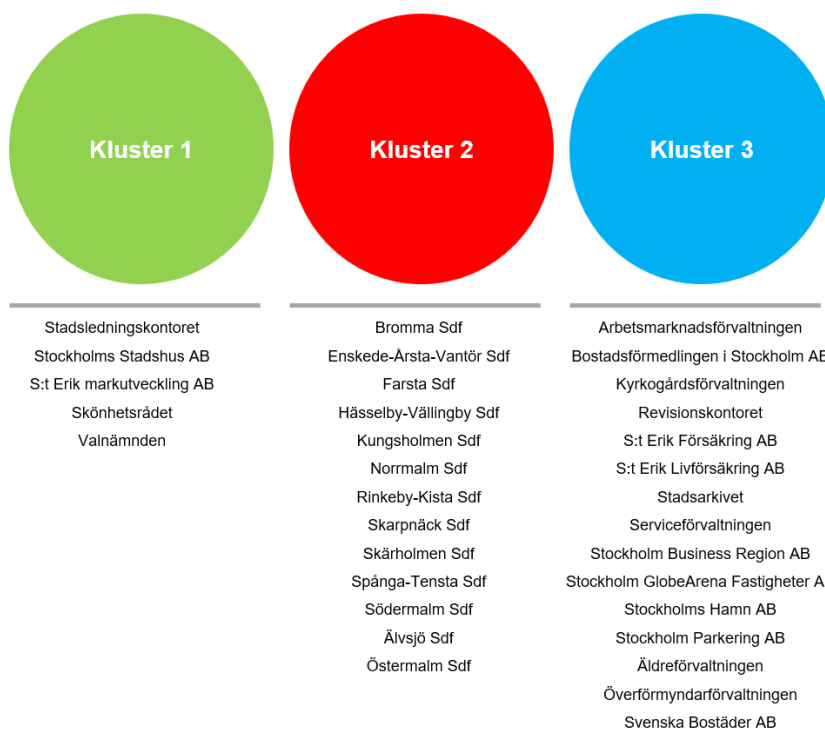 Kluster 1
Stadsledningskontoret
Stockholms Stadshus AB
S:t Erik markutveckling AB
Skönhetsrådet
Valnämnden
Kluster 2
Bromma Sdf
Enskede-Årsta-Vantör Sdf
Farsta Sdf
Hässelby-Vällingby Sdf
Kungsholmen Sdf
Norrmalm Sdf
Rinkeby-Kista Sdf
Skarpnäck Sdf
Skärholmen Sdf
Spånga-Tensta Sdf
Södermalm Sdf
Älvsjö Sdf
Östermalm Sdf
Kluster 3
Arbetsmarknadsförvaltningen
Bostadsförmedlingen i Stockholm AB
Kyrkogårdsförvaltningen
Revisionskontoret
S:t Erik Försäkring AB
S:t Erik Livförsäkring AB
Stadsarkivet
Serviceförvaltningen
Stockholm Business Region AB
Stockholm GlobeArena Fastigheter A
Stockholms Hamn AB
Stockholm Parkering AB
Äldreförvaltningen
Överförmyndarförvaltningen
Svenska Bostäder AB